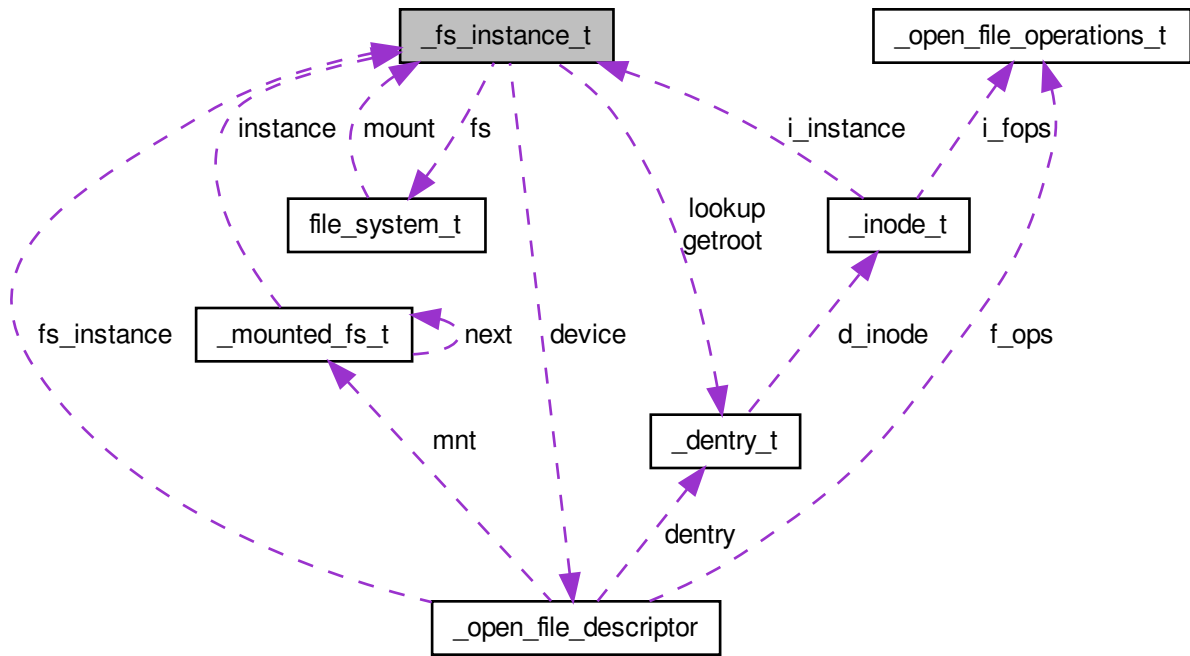 _fs_instance_t
_open_file_operations_t
instance
mount
fs
i_instance
i_fops
lookup
getroot
file_system_t
_inode_t
fs_instance
_mounted_fs_t
next
device
d_inode
f_ops
mnt
_dentry_t
dentry
_open_file_descriptor